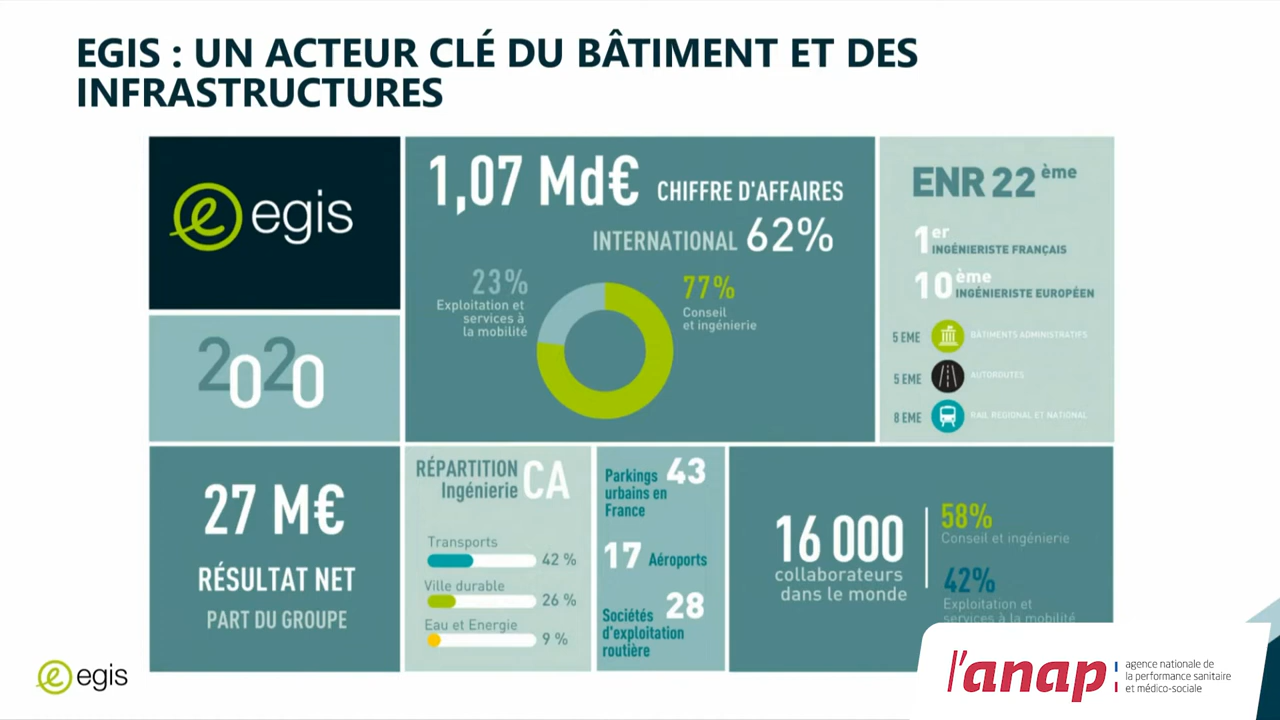 EGIS : UN ACTEUR CLÉ DU BÂTIMENT ET DES
INFRASTRUCTURES
egis
2020
1,07 Md€ CHIFFRE D'AFFAIRES
INTERNATIONAL 62%
23%
Exploitation et
services à
la mobilité
77%
Conseil
et ingénierie
ENR 22 ème
1er INGÉNIERISTE FRANÇAIS
10ème INGÉNIERISTE EUROPÉEN
5 EME BÂTIMENTS ADMINISTRATIFS
5 EME AUTOROUTES
8 EME RAIL REGIONAL ET NATIONAL
27 M€
RÉSULTAT NET
PART DU GROUPE
RÉPARTITION
Ingénierie CA
Transports
42 %
Ville durable
26 %
Eau et Energie
9 %
Parkings 43
urbains en
France
17 Aéroports
Sociétés 28
d'exploitation
routière
16 000
collaborateurs
dans le monde
58%
Conseil et ingénierie
42%
Exploitation et
services à la mobilité
egis
l'anap
agence nationale de
la performance sanitaire
et médico-sociale